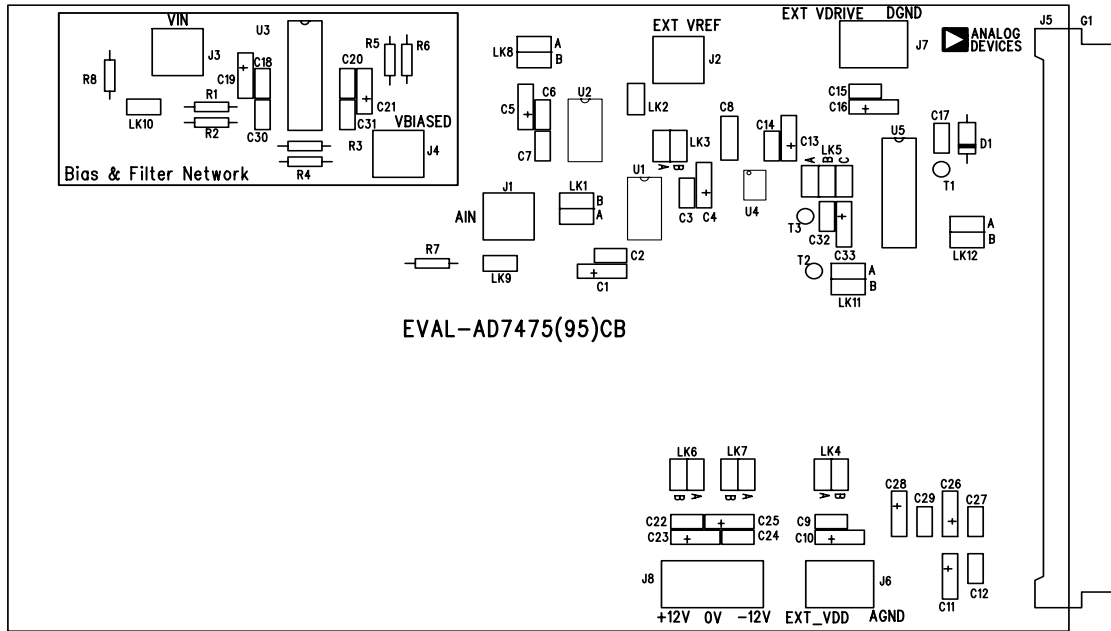 VIN
U3
R5
R6
J3
C18
C20
R8
C19
R1
C21
LK10
R2
C30
C31
VBIASED
R3
J4
R4
Bias & Filter Network
EXT VREF
EXT VDRIVE DGND
J5
G1
ANALOG
DEVICES
LK8
A
B
J2
J7
C5
C6
U2
LK2
C8
C15
C16
C7
LK3
A
B
C14
C13
U5
C17
D1
LK5
A
B
C
T1
J1
LK1
B
A
U1
C3
C4
U4
T3
C32
C33
AIN
A
B
LK12
R7
LK9
C2
C1
T2
A
B
LK11
EVAL-AD7475(95)CB
LK6
LK7
LK4
B
A
B
A
A
B
C28
C26
C29
C27
C22
C25
C9
C23
C24
C10
J8
J6
C11
C12
+12V 0V -12V EXT_VDD AGND